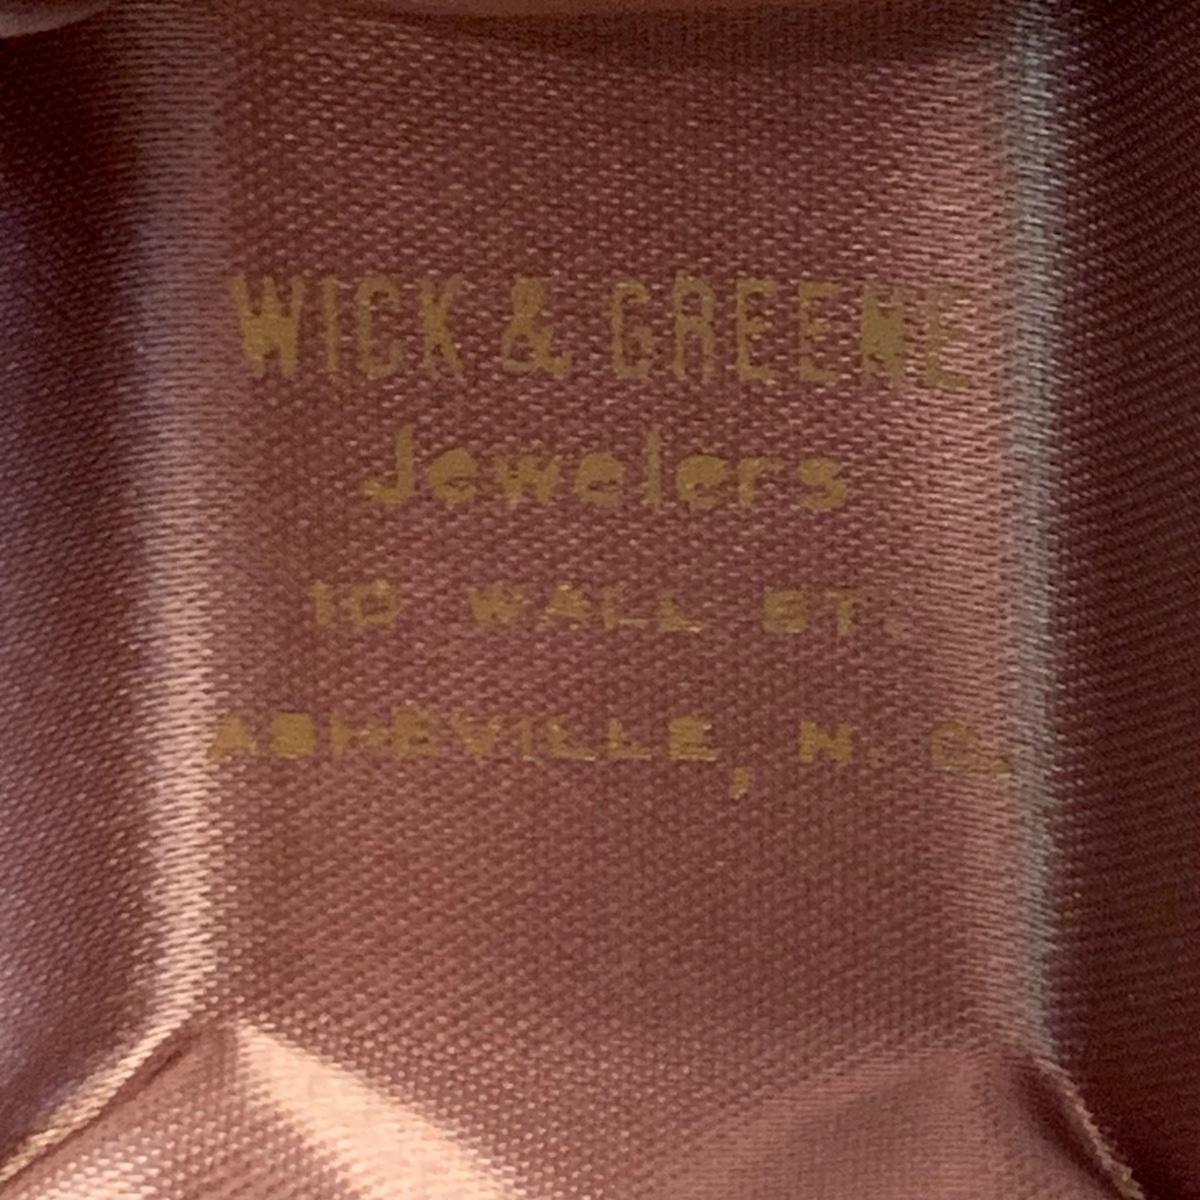 WICK & GREENE
Jewelers
10 WALL ST.
ASHEVILLE, N. C.